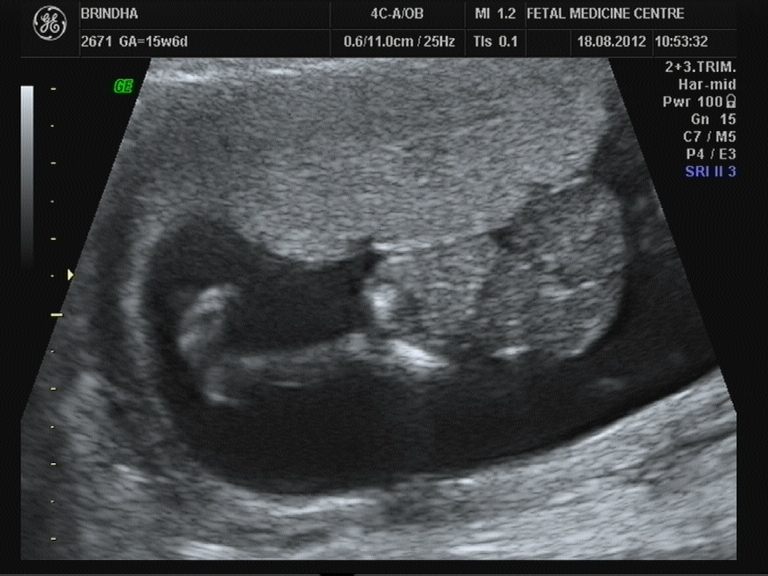 GE
BRINDHA
4C-A/OB
MI 1.2
FETAL MEDICINE CENTRE
2671 GA=15w6d
0.6/11.0cm / 25Hz
TIs 0.1
18.08.2012
10:53:32
GE
2+3.TRIM.
Har-mid
Pwr 100
Gn 15
C7 / M5
P4 / E3
SRI II 3